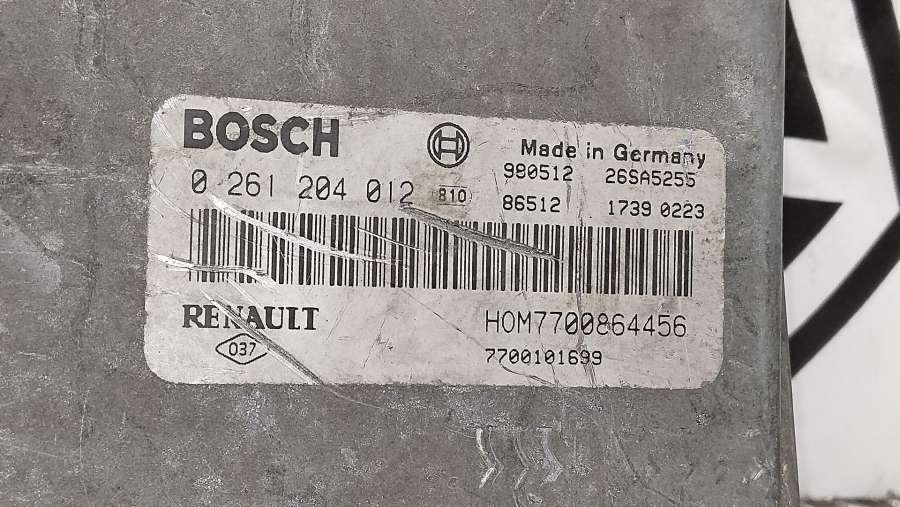 BOSCH
Made in Germany
0 261 204 012 810
980512 26SA5255
86512 1739 0223
RENAULT
037
HOM7700864456
7700101699